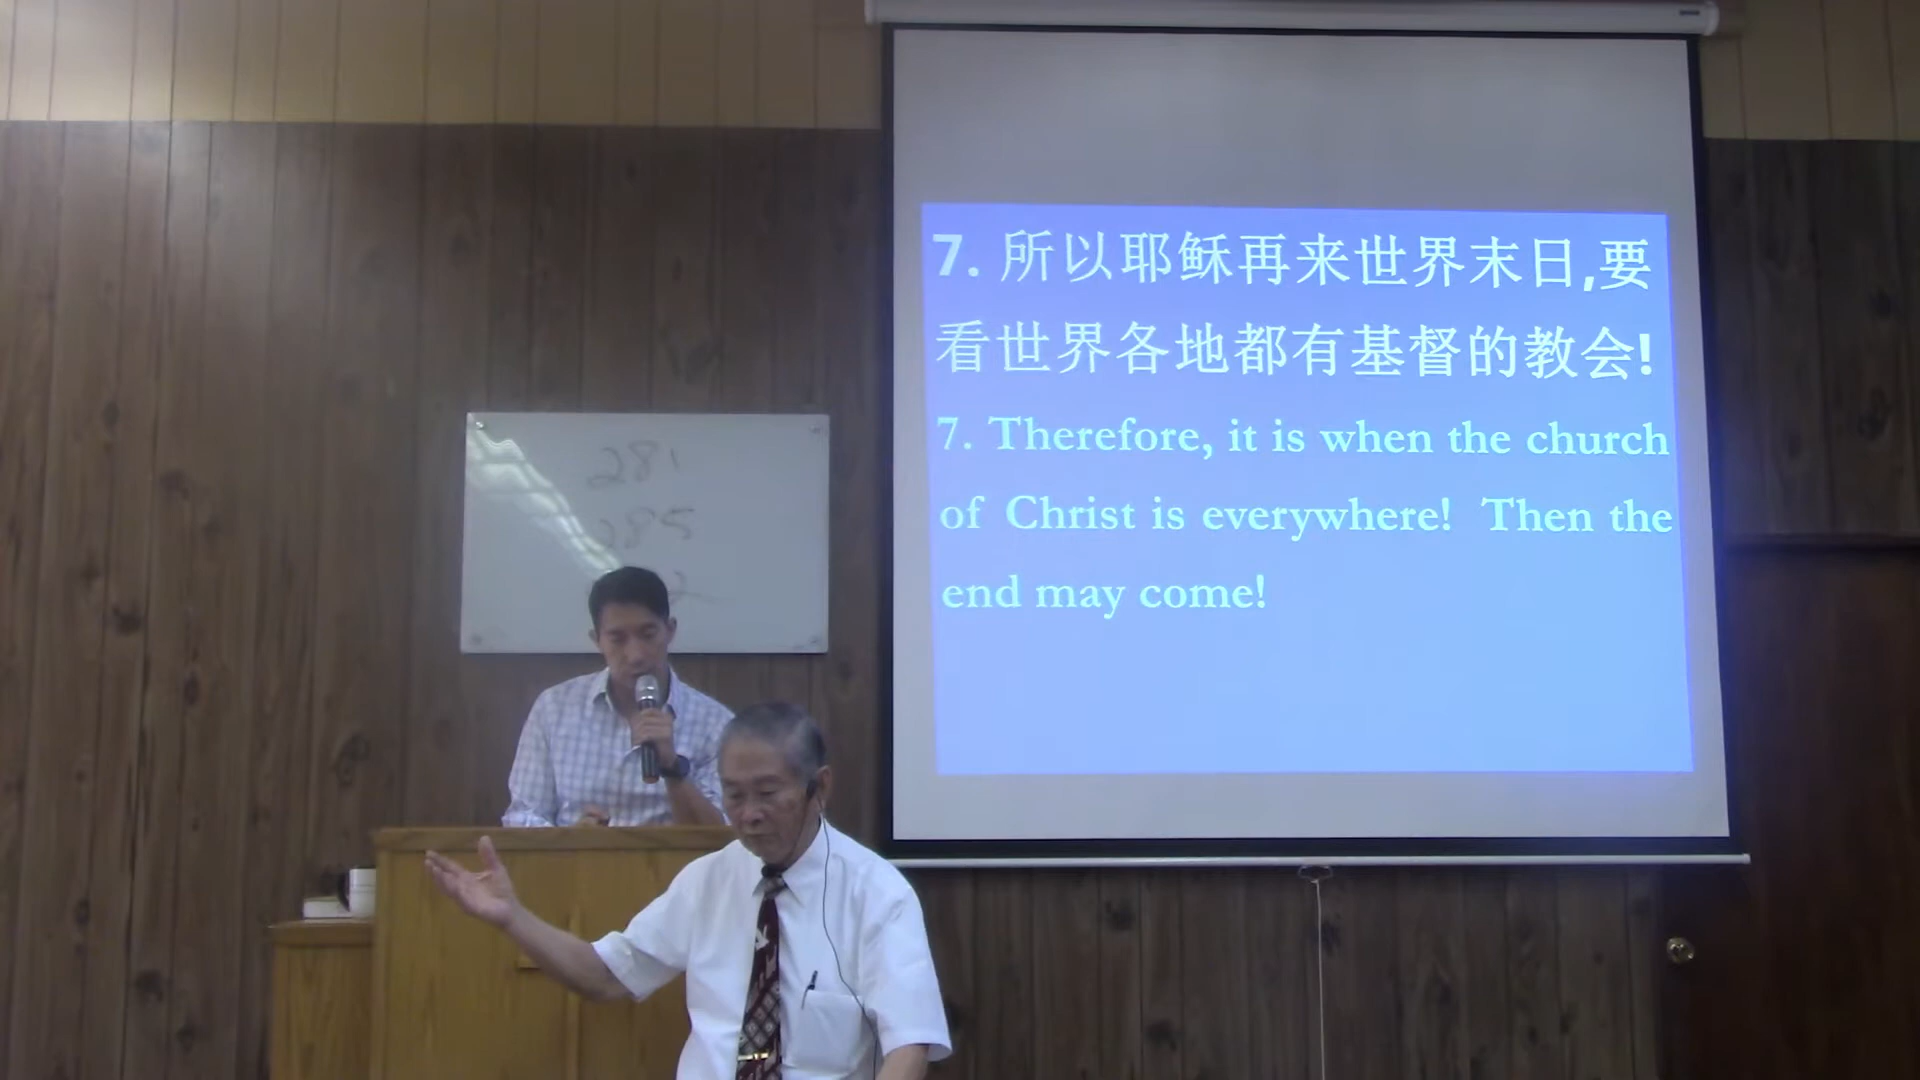 7. 所以耶稣再来世界末日,要
看世界各地都有基督的教会!
7. Therefore, it is when the church
of Christ is everywhere! Then the
end may come!
281
285